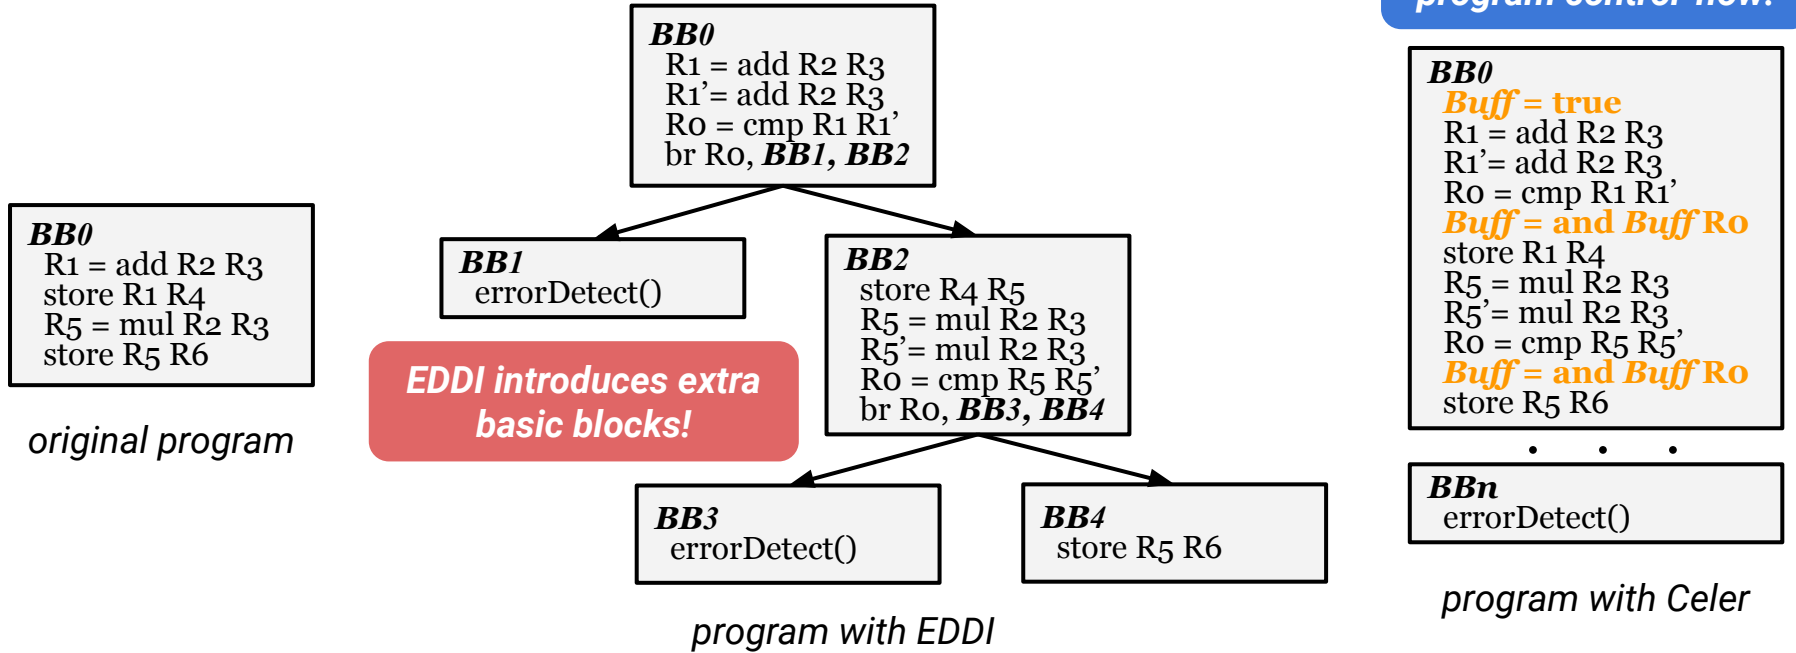 BB0
R1 = add R2 R3
store R1 R4
R5 = mul R2 R3
store R5 R6
original program
BB0
R1 = add R2 R3
R1’= add R2 R3
R0 = cmp R1 R1’
br R0, BB1, BB2
BB1
errorDetect()
BB2
store R4 R5
R5 = mul R2 R3
R5’= mul R2 R3
R0 = cmp R5 R5’
br R0, BB3, BB4
EDDI introduces extra
basic blocks!
BB3
errorDetect()
BB4
store R5 R6
program with EDDI
program control flow!
BB0
Buff = true
R1 = add R2 R3
R1’= add R2 R3
R0 = cmp R1 R1’
Buff = and Buff R0
store R1 R4
R5 = mul R2 R3
R5’= mul R2 R3
R0 = cmp R5 R5’
Buff = and Buff R0
store R5 R6
. . .
BBn
errorDetect()
program with Celer